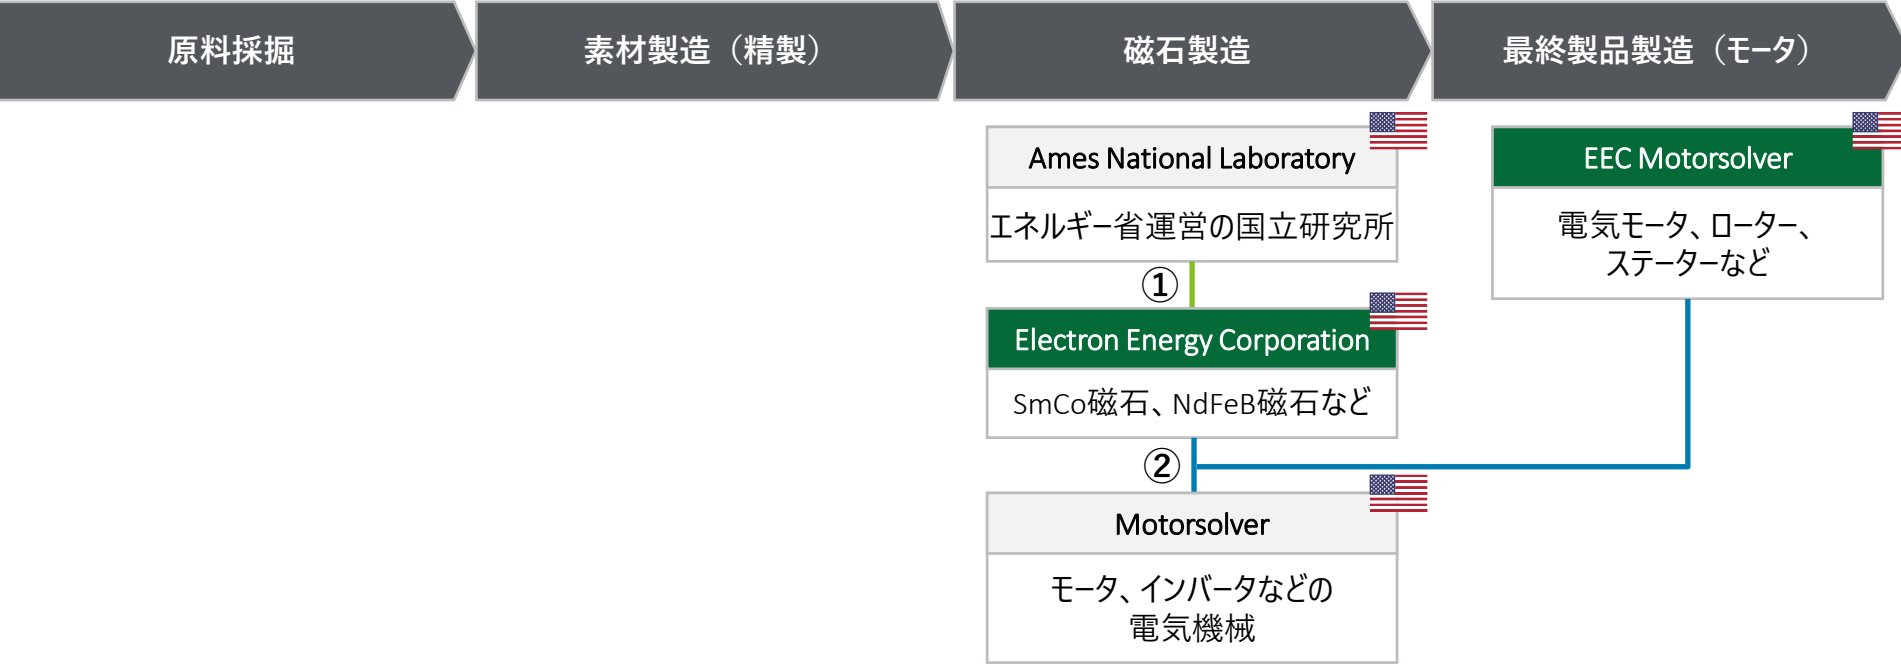 原料採掘
素材製造（精製）
磁石製造
最終製品製造（モータ）
Ames National Laboratory
エネルギー省運営の国立研究所
①
Electron Energy Corporation
SmCo磁石、NdFeB磁石など
②
Motorsolver
モータ、インバータなどの
電気機械
EEC Motorsolver
電気モータ、ローター、
ステーターなど